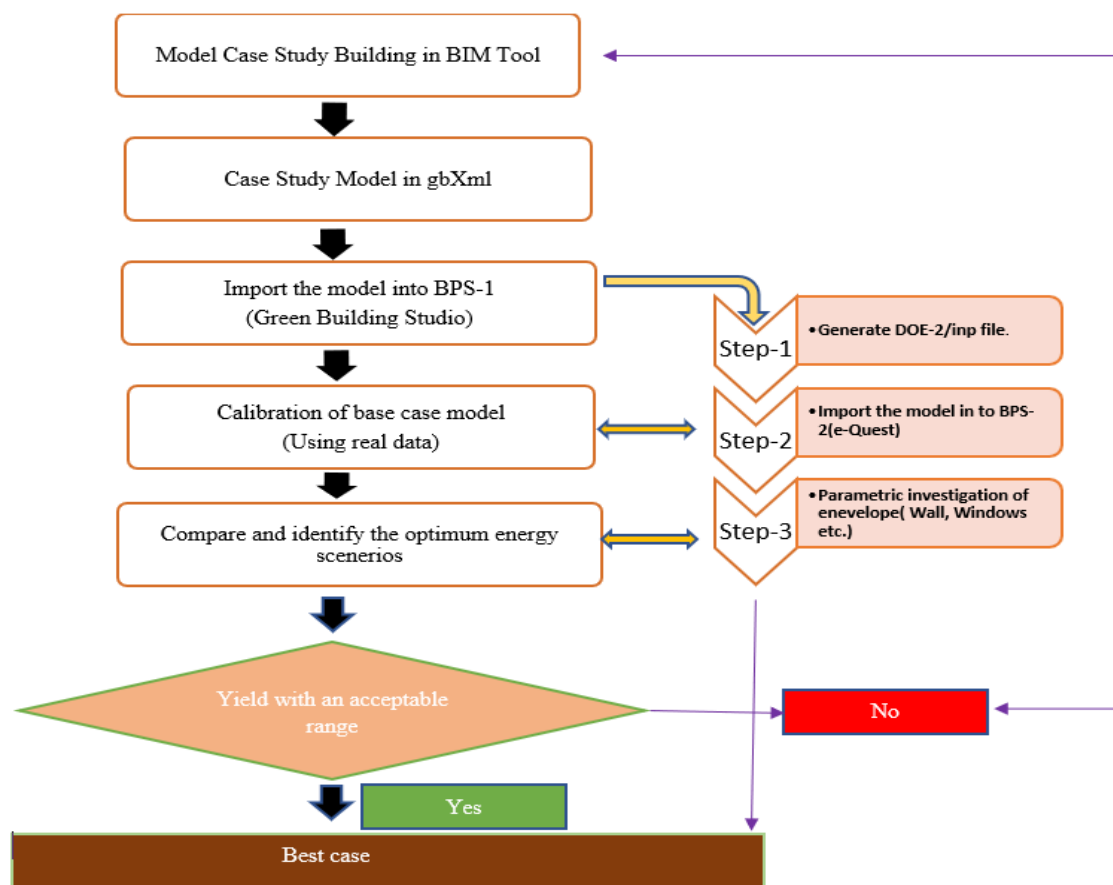 Model Case Study Building in BIM Tool
Case Study Model in gbXml
Import the model into BPS-1
(Green Building Studio)
Step-1
• Generate DOE-2/inp file.
Calibration of base case model
(Using real data)
Step-2
• Import the model in to BPS-
2(e-Quest)
Compare and identify the optimum energy
scenerios
Step-3
• Parametric investigation of
enevelope( Wall, Windows
etc.)
Yield with an acceptable
range
No
Yes
Best case